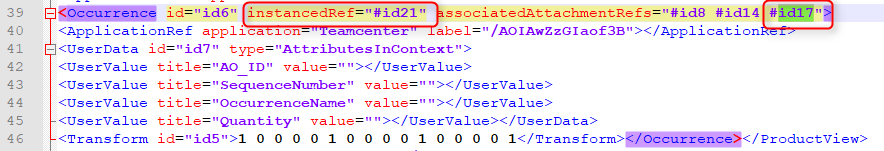 39 <Occurrence id="id6" instancedRef="#id21" associatedAttachmentRefs="#id8 #id14 #id17">
40 <ApplicationRef application="Teamcenter" label="/AOIAwZzGIaof3B"></ApplicationRef>
41 <UserData id="id7" type="AttributesInContext">
42 <UserValue title="AO_ID" value=""></UserValue>
43 <UserValue title="SequenceNumber" value=""></UserValue>
44 <UserValue title="OccurrenceName" value=""></UserValue>
45 <UserValue title="Quantity" value=""></UserValue></UserData>
46 <Transform id="id5">1 0 0 0 0 1 0 0 0 0 1 0 0 0 0 1</Transform></Occurrence></ProductView>